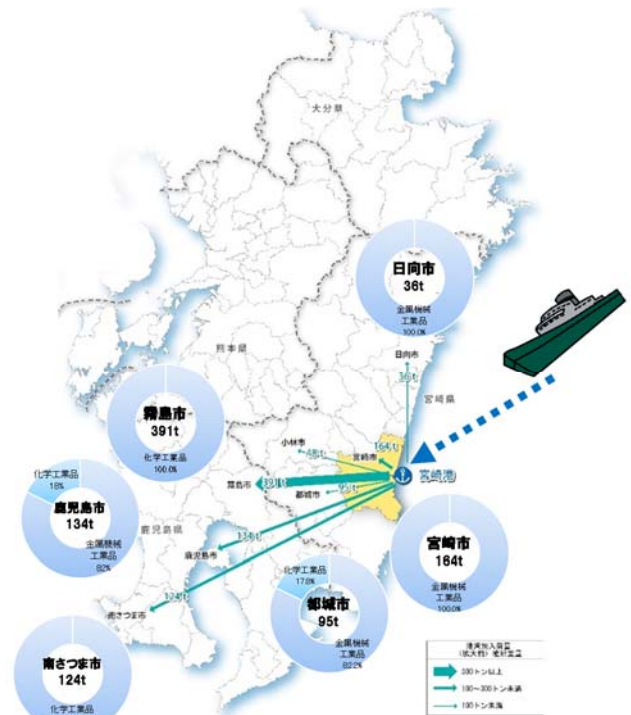 大分県
日向市
36t
金属機械
工業品
100.0%
熊本県
日向市
36t
宮崎県
霧島市
391t
化学工業品
100.0%
小林市
48t
宮崎市
164t
霧島市
391t
都城市
95t
宮崎港
化学工業品
18%
鹿児島市
134t
金属機械
工業品
82%
鹿児島県
鹿児島市
134t
南さつま市
124t
化学工業品
17.8%
都城市
95t
金属機械
工業品
82.2%
宮崎市
164t
金属機械
工業品
100.0%
南さつま市
124t
化学工業品
300トン以上
100~300トン未満
100トン未満